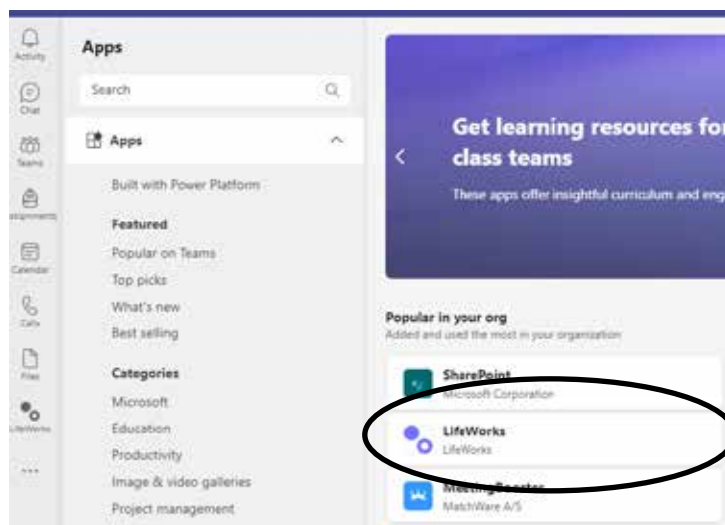 Activity
Chat
Teams
Assignments
Calendar
Calls
Files
LifeWorks
Apps
Search
Apps
Built with Power Platform
Featured
Popular on Teams
Top picks
What's new
Best selling
Categories
Microsoft
Education
Productivity
Image & video galleries
Project management
Get learning resources for
class teams
These apps offer insightful curriculum and eng
Popular in your org
Added and used the most in your organization
SharePoint
Microsoft Corporation
LifeWorks
LifeWorks
MeetingBooster
MatchWare A/S